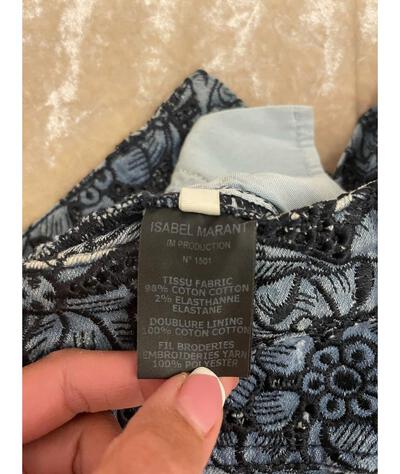 ISABEL MARANT
IM PRODUCTION
N° 1501
TISSU FABRIC
98% COTON COTTON
2% ELASTHANNE
ELASTANE
DOUBLURE LINING
100% COTON COTTON
FIL BRODERIES
EMBROIDERIES YARN
100% POLYESTER